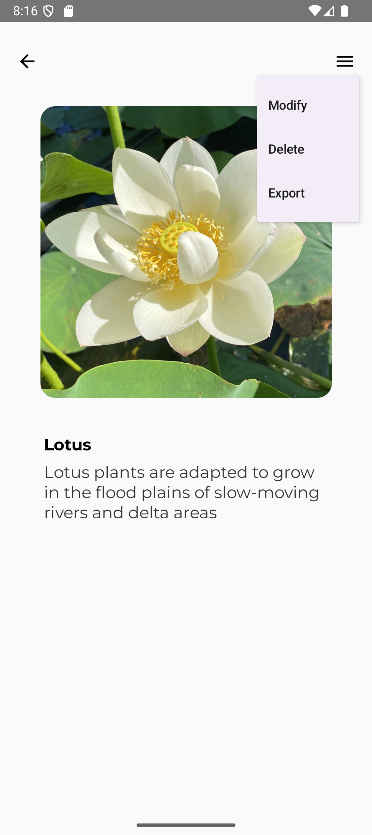 8:16
Modify
Delete
Export
Lotus
Lotus plants are adapted to grow
in the flood plains of slow-moving
rivers and delta areas